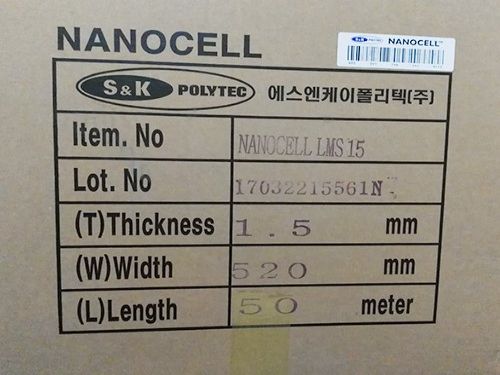 NANOCELL
S&K NANOCELL
S&K POLYTEC 에스엔케이폴리텍(주)
Item. No NANOCELL LMS 15
Lot. No 17032215561N
(T)Thickness 1.5 mm
(W)Width 520 mm
(L)Length 50 meter